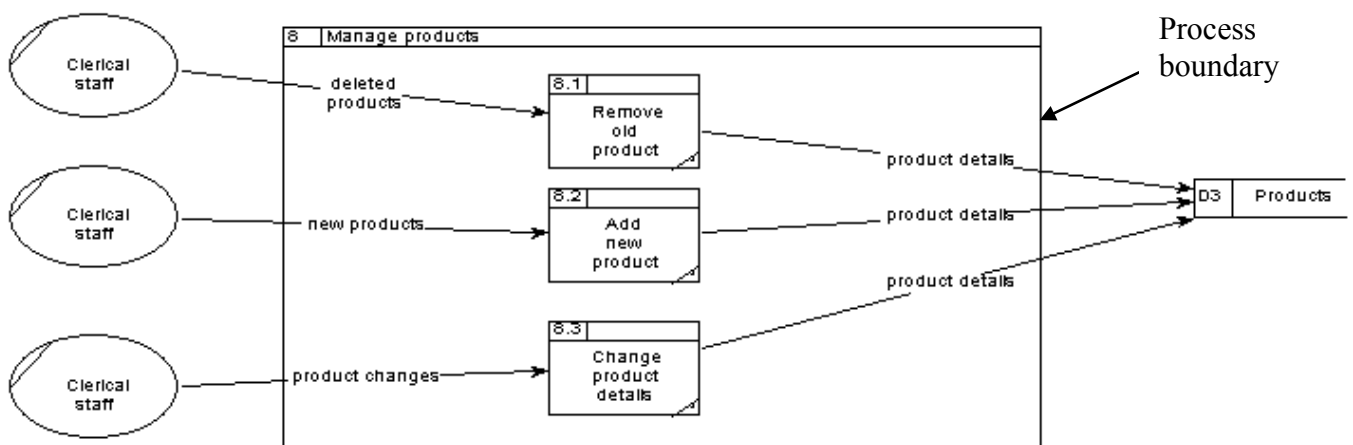 8 Manage products
Process
boundary
Clerical
staff
deleted
products
8.1
Remove
old
product
product details
D3 Products
Clerical
staff
new products
8.2
Add
new
product
product details
product details
Clerical
staff
product changes
8.3
Change
product
details